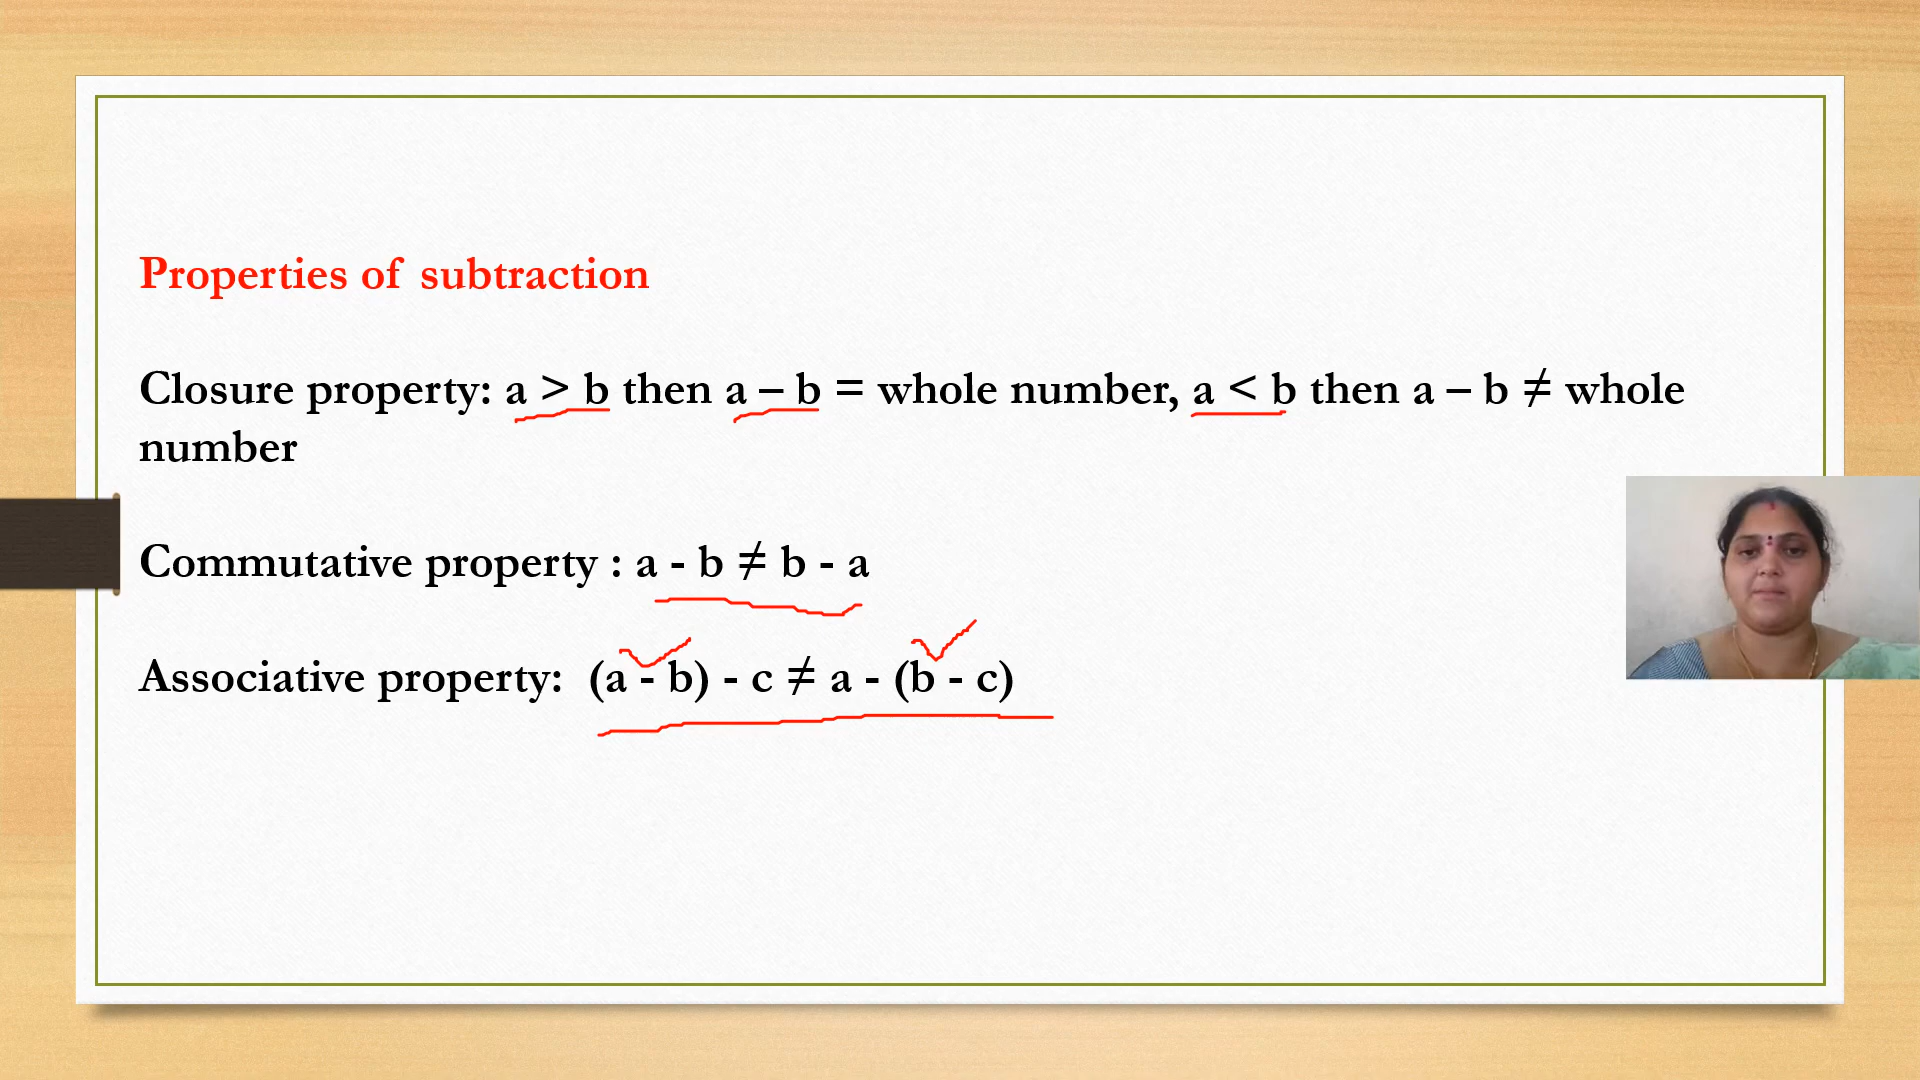 Properties of subtraction
Closure property: a > b then a – b = whole number, a < b then a – b ≠ whole
number
Commutative property : a - b ≠ b - a
Associative property: (a - b) - c ≠ a - (b - c)